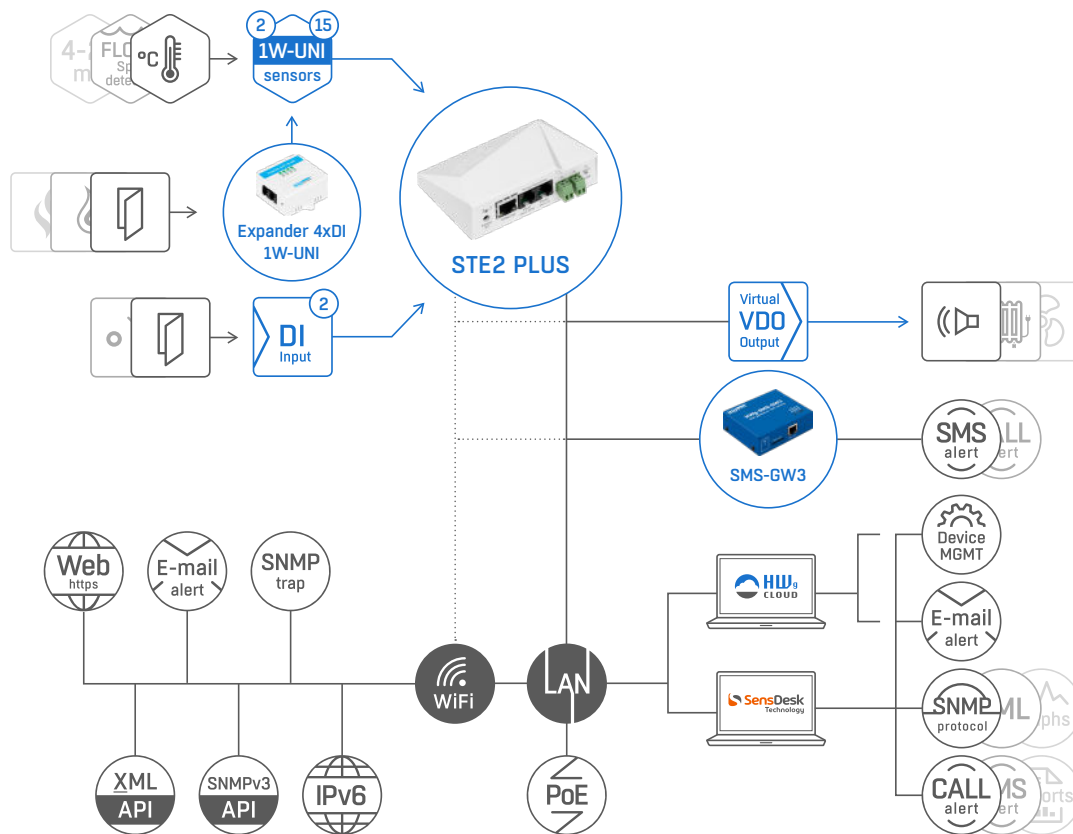 2
15
1W-UNI
sensors
°C
Expander 4xDI
1W-UNI
STE2 PLUS
2
DI
Input
Virtual
VDO
Output
SMS-GW3
SMS
alert
Web
https
E-mail
alert
SNMP
trap
HWg
CLOUD
Device
MGMT
E-mail
alert
WiFi
LAN
SensDesk
Technology
SNMP
protocol
XML
API
SNMPv3
API
IPv6
PoE
CALL
alert